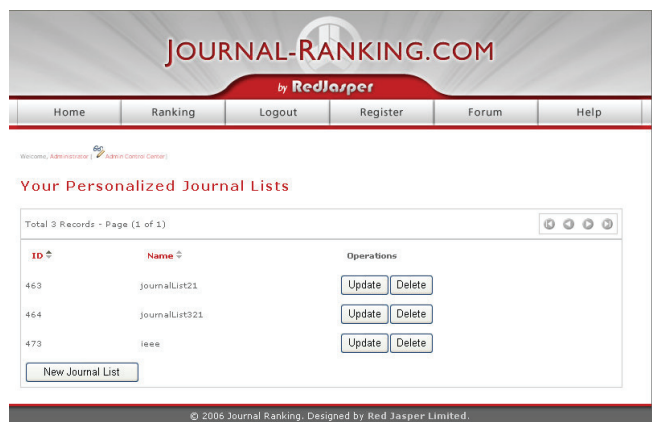 JOURNAL-RANKING.COM
by RedJasper
Home Ranking Logout Register Forum Help
Welcome, Administrator [ Admin Control Center]
Your Personalized Journal Lists
Total 3 Records - Page (1 of 1)
ID Name Operations
463 journalList21 Update Delete
464 journalList321 Update Delete
473 ieee Update Delete
New Journal List
© 2006 Journal Ranking. Designed by Red Jasper Limited.